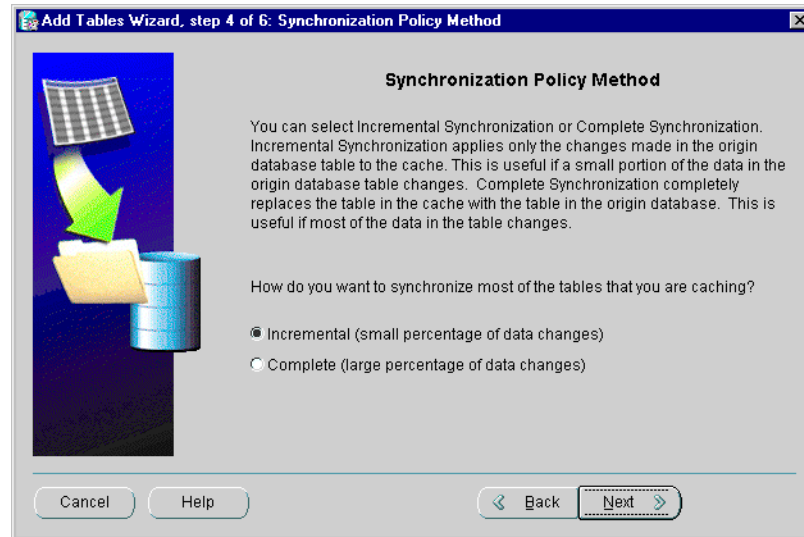 Add Tables Wizard, step 4 of 6: Synchronization Policy Method
Synchronization Policy Method
You can select Incremental Synchronization or Complete Synchronization.
Incremental Synchronization applies only the changes made in the origin
database table to the cache. This is useful if a small portion of the data in the
origin database table changes. Complete Synchronization completely
replaces the table in the cache with the table in the origin database. This is
useful if most of the data in the table changes.
How do you want to synchronize most of the tables that you are caching?
Incremental (small percentage of data changes)
Complete (large percentage of data changes)
Cancel
Help
Back
Next